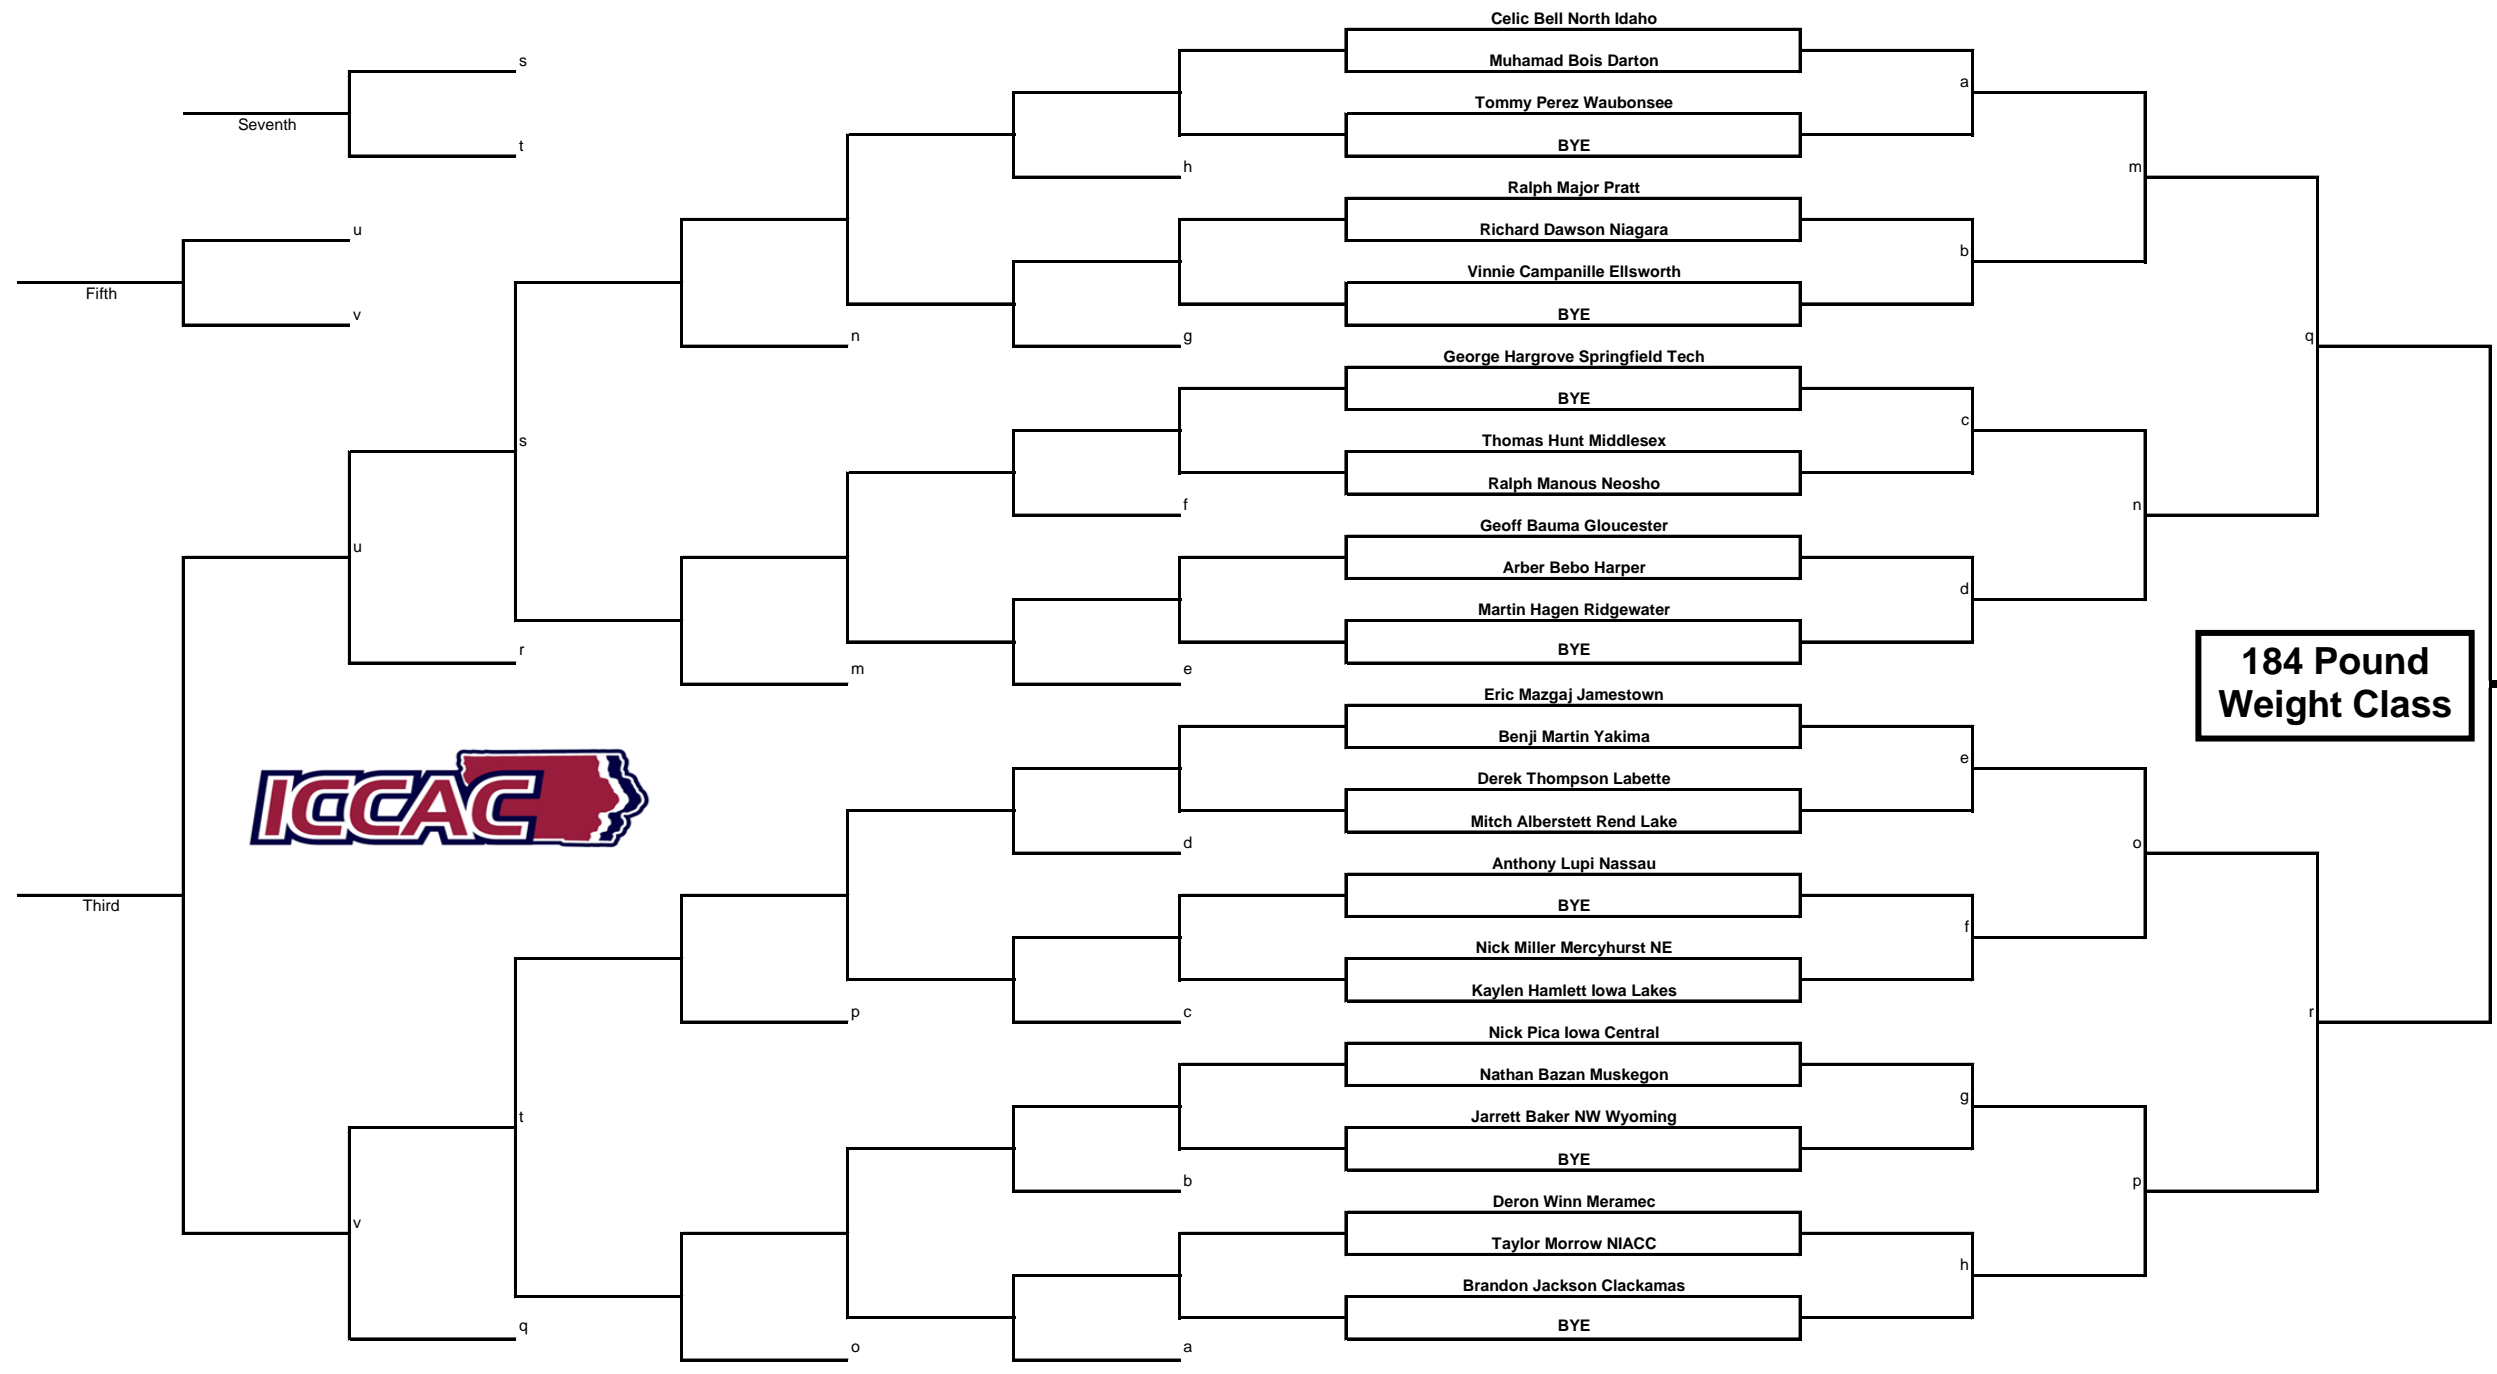 Celic Bell North Idaho
s
Muhamad Bois Darton
a
Tommy Perez Waubonsee
Seventh
t
BYE
h
m
Ralph Major Pratt
u
Richard Dawson Niagara
b
Vinnie Campanille Ellsworth
Fifth
v
BYE
n
g
q
George Hargrove Springfield Tech
BYE
c
s
Thomas Hunt Middlesex
Ralph Manous Neosho
f
n
Geoff Bauma Gloucester
u
Arber Bebo Harper
d
Martin Hagen Ridgewater
r
BYE
184 Pound
Weight Class
m
e
Eric Mazgaj Jamestown
Benji Martin Yakima
e
Derek Thompson Labette
ICCAC
Mitch Alberstett Rend Lake
d
o
Anthony Lupi Nassau
Third
BYE
f
Nick Miller Mercyhurst NE
Kaylen Hamlett Iowa Lakes
p
c
r
Nick Pica Iowa Central
Nathan Bazan Muskegon
g
t
Jarrett Baker NW Wyoming
BYE
b
p
Deron Winn Meramec
v
Taylor Morrow NIACC
h
Brandon Jackson Clackamas
q
BYE
o
a